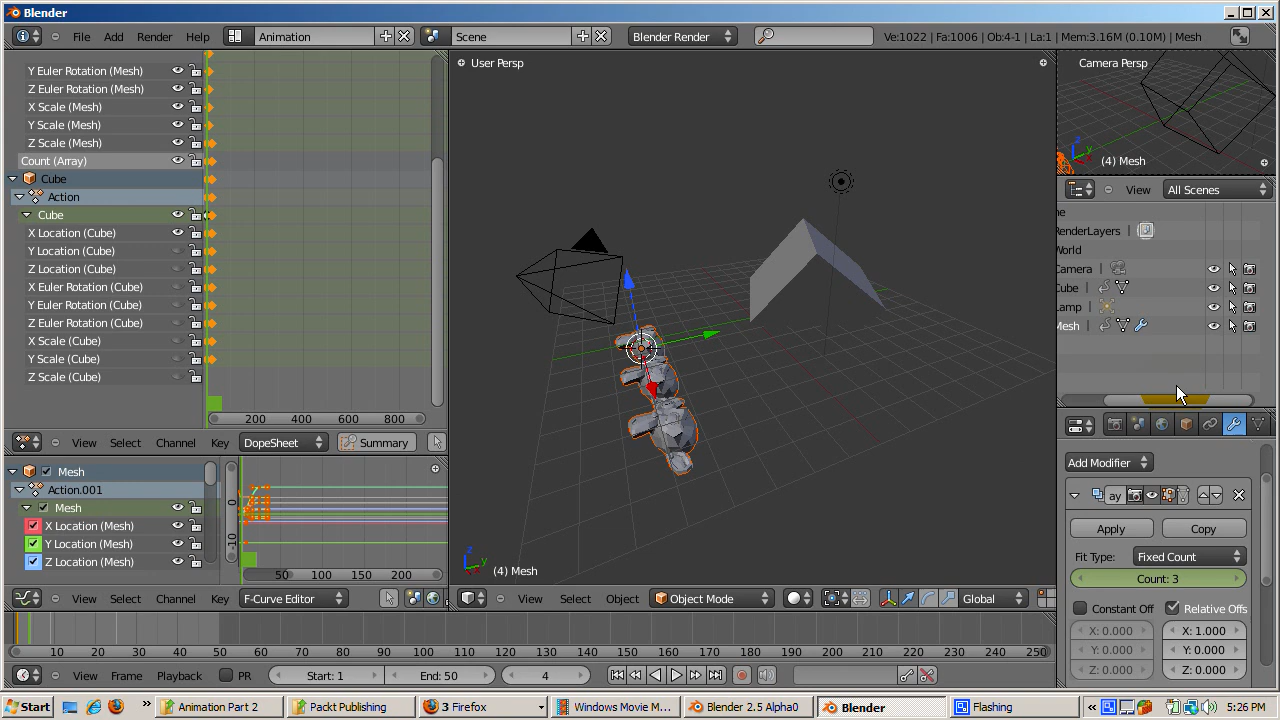 Blender
File Add Render Help Animation Scene Blender Render Ve:1022 | Fa:1006 | Ob:4-1 | La:1 | Mem:3.16M (0.10M) | Mesh
Y Euler Rotation (Mesh)
Z Euler Rotation (Mesh)
X Scale (Mesh)
Y Scale (Mesh)
Z Scale (Mesh)
Count (Array)
Cube
Action
Cube
X Location (Cube)
Y Location (Cube)
Z Location (Cube)
X Euler Rotation (Cube)
Y Euler Rotation (Cube)
Z Euler Rotation (Cube)
X Scale (Cube)
Y Scale (Cube)
Z Scale (Cube)
200 400 600 800
View Select Channel Key DopeSheet Summary
Mesh
Action.001
Mesh
X Location (Mesh)
Y Location (Mesh)
Z Location (Mesh)
0
-10
50 100 150 200
View Select Channel Key F-Curve Editor
User Persp
z
y
(4) Mesh
View Select Object Object Mode Global
Camera Persp
z
y
(4) Mesh
View All Scenes
ne
RenderLayers |
World
Camera
Cube
Lamp
Mesh
Add Modifier
ay
Apply Copy
Fit Type: Fixed Count
Count: 3
Constant Off Relative Offs
X: 0.000 X: 1.000
Y: 0.000 Y: 0.000
Z: 0.000 Z: 0.000
10 20 30 40 50 60 70 80 90 100 110 120 130 140 150 160 170 180 190 200 210 220 230 240 250
View Frame Playback PR Start: 1 End: 50 4
Start » Animation Part 2 Packt Publishing 3 Firefox Windows Movie M... Blender 2.5 Alpha0 Blender Flashing « 5:26 PM